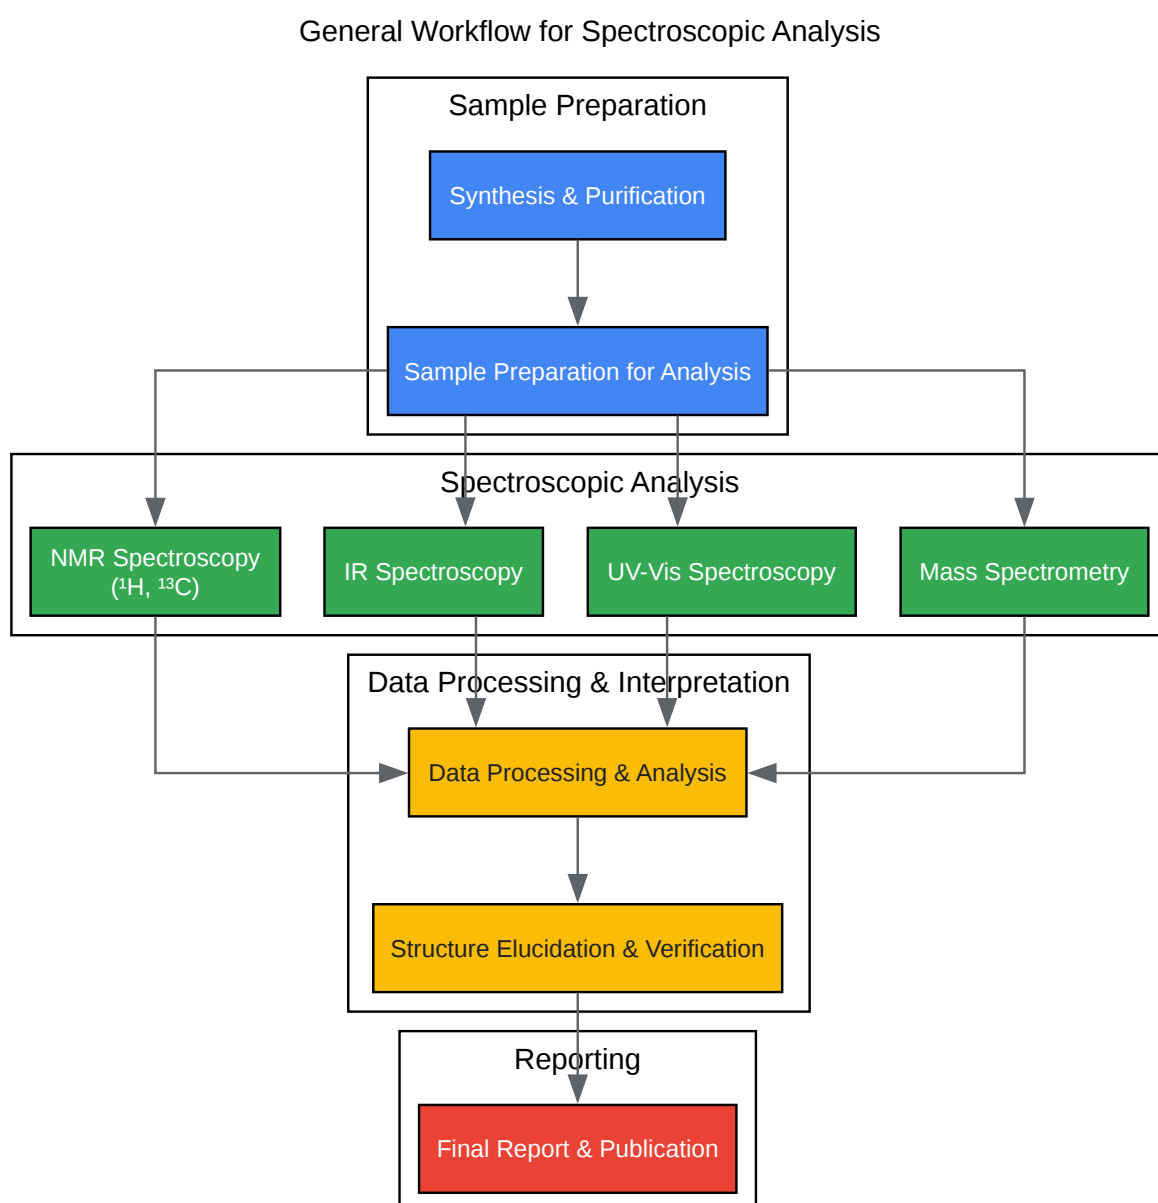 General Workflow for Spectroscopic Analysis
Sample Preparation
Synthesis & Purification
Sample Preparation for Analysis
Spectroscopic Analysis
NMR Spectroscopy
(¹H, ¹³C)
IR Spectroscopy
UV-Vis Spectroscopy
Mass Spectrometry
Data Processing & Interpretation
Data Processing & Analysis
Structure Elucidation & Verification
Reporting
Final Report & Publication